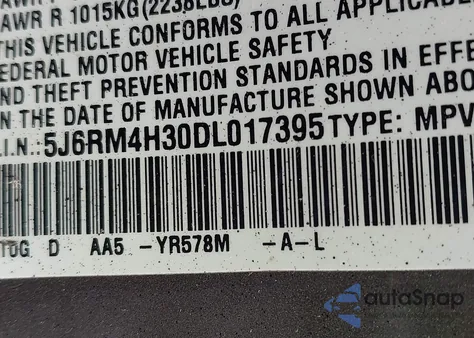 AWR R 1015KG(2238LBS)
THIS VEHICLE CONFORMS TO ALL APPLICABLE
FEDERAL MOTOR VEHICLE SAFETY
AND THEFT PREVENTION STANDARDS IN EFFE
ON THE DATE OF MANUFACTURE SHOWN ABO
V.I.N.:5J6RM4H30DL017395 TYPE: MPV
D AA5 -YR578M -A-L
autoSnap